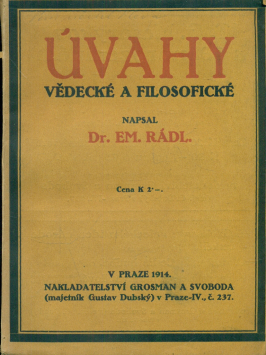 ÚVAHY
VĚDECKÉ A FILOSOFICKÉ
NAPSAL
Dr. EM. RÁDL.
Cena K 2·–.
V PRAZE 1914.
NAKLADATELSTVÍ GROSMAN A SVOBODA
(majetník Gustav Dubský) v Praze-IV., č. 237.